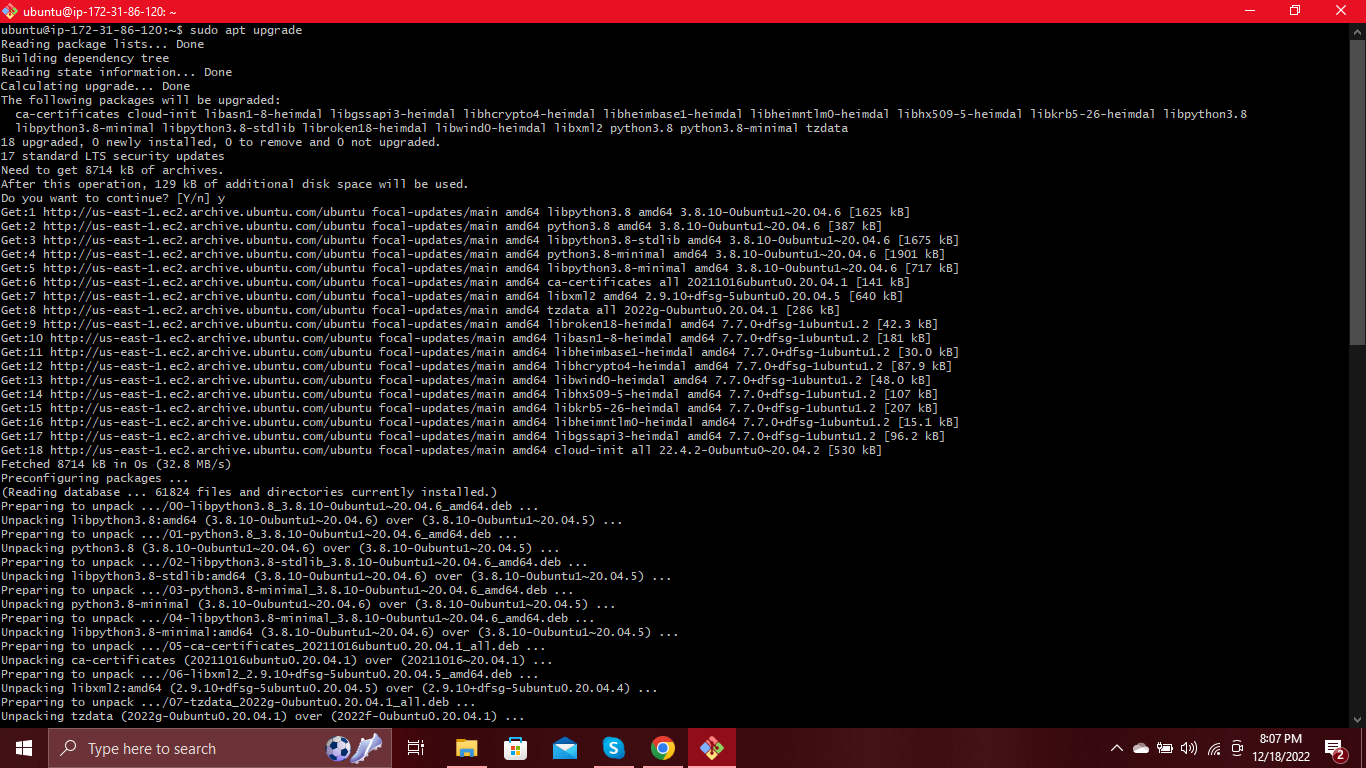 ubuntu@ip-172-31-86-120: ~
ubuntu@ip-172-31-86-120:~$ sudo apt upgrade
Reading package lists... Done
Building dependency tree
Reading state information... Done
Calculating upgrade... Done
The following packages will be upgraded:
  ca-certificates cloud-init libasn1-8-heimdal libgssapi3-heimdal libhcrypto4-heimdal libheimbase1-heimdal libheimntlm0-heimdal libhx509-5-heimdal libkrb5-26-heimdal libpython3.8
  libpython3.8-minimal libpython3.8-stdlib libroken18-heimdal libwind0-heimdal libxml2 python3.8 python3.8-minimal tzdata
18 upgraded, 0 newly installed, 0 to remove and 0 not upgraded.
17 standard LTS security updates
Need to get 8714 kB of archives.
After this operation, 129 kB of additional disk space will be used.
Do you want to continue? [Y/n] y
Get:1 http://us-east-1.ec2.archive.ubuntu.com/ubuntu focal-updates/main amd64 libpython3.8 amd64 3.8.10-0ubuntu1~20.04.6 [1625 kB]
Get:2 http://us-east-1.ec2.archive.ubuntu.com/ubuntu focal-updates/main amd64 python3.8 amd64 3.8.10-0ubuntu1~20.04.6 [387 kB]
Get:3 http://us-east-1.ec2.archive.ubuntu.com/ubuntu focal-updates/main amd64 libpython3.8-stdlib amd64 3.8.10-0ubuntu1~20.04.6 [1675 kB]
Get:4 http://us-east-1.ec2.archive.ubuntu.com/ubuntu focal-updates/main amd64 python3.8-minimal amd64 3.8.10-0ubuntu1~20.04.6 [1901 kB]
Get:5 http://us-east-1.ec2.archive.ubuntu.com/ubuntu focal-updates/main amd64 libpython3.8-minimal amd64 3.8.10-0ubuntu1~20.04.6 [717 kB]
Get:6 http://us-east-1.ec2.archive.ubuntu.com/ubuntu focal-updates/main amd64 ca-certificates all 20211016ubuntu0.20.04.1 [141 kB]
Get:7 http://us-east-1.ec2.archive.ubuntu.com/ubuntu focal-updates/main amd64 libxml2 amd64 2.9.10+dfsg-5ubuntu0.20.04.5 [640 kB]
Get:8 http://us-east-1.ec2.archive.ubuntu.com/ubuntu focal-updates/main amd64 tzdata all 2022g-0ubuntu0.20.04.1 [286 kB]
Get:9 http://us-east-1.ec2.archive.ubuntu.com/ubuntu focal-updates/main amd64 libroken18-heimdal amd64 7.7.0+dfsg-1ubuntu1.2 [42.3 kB]
Get:10 http://us-east-1.ec2.archive.ubuntu.com/ubuntu focal-updates/main amd64 libasn1-8-heimdal amd64 7.7.0+dfsg-1ubuntu1.2 [181 kB]
Get:11 http://us-east-1.ec2.archive.ubuntu.com/ubuntu focal-updates/main amd64 libheimbase1-heimdal amd64 7.7.0+dfsg-1ubuntu1.2 [30.0 kB]
Get:12 http://us-east-1.ec2.archive.ubuntu.com/ubuntu focal-updates/main amd64 libhcrypto4-heimdal amd64 7.7.0+dfsg-1ubuntu1.2 [87.9 kB]
Get:13 http://us-east-1.ec2.archive.ubuntu.com/ubuntu focal-updates/main amd64 libwind0-heimdal amd64 7.7.0+dfsg-1ubuntu1.2 [48.0 kB]
Get:14 http://us-east-1.ec2.archive.ubuntu.com/ubuntu focal-updates/main amd64 libhx509-5-heimdal amd64 7.7.0+dfsg-1ubuntu1.2 [107 kB]
Get:15 http://us-east-1.ec2.archive.ubuntu.com/ubuntu focal-updates/main amd64 libkrb5-26-heimdal amd64 7.7.0+dfsg-1ubuntu1.2 [207 kB]
Get:16 http://us-east-1.ec2.archive.ubuntu.com/ubuntu focal-updates/main amd64 libheimntlm0-heimdal amd64 7.7.0+dfsg-1ubuntu1.2 [15.1 kB]
Get:17 http://us-east-1.ec2.archive.ubuntu.com/ubuntu focal-updates/main amd64 libgssapi3-heimdal amd64 7.7.0+dfsg-1ubuntu1.2 [96.2 kB]
Get:18 http://us-east-1.ec2.archive.ubuntu.com/ubuntu focal-updates/main amd64 cloud-init all 22.4.2-0ubuntu0~20.04.2 [530 kB]
Fetched 8714 kB in 0s (32.8 MB/s)
Preconfiguring packages ...
(Reading database ... 61824 files and directories currently installed.)
Preparing to unpack .../00-libpython3.8_3.8.10-0ubuntu1~20.04.6_amd64.deb ...
Unpacking libpython3.8:amd64 (3.8.10-0ubuntu1~20.04.6) over (3.8.10-0ubuntu1~20.04.5) ...
Preparing to unpack .../01-python3.8_3.8.10-0ubuntu1~20.04.6_amd64.deb ...
Unpacking python3.8 (3.8.10-0ubuntu1~20.04.6) over (3.8.10-0ubuntu1~20.04.5) ...
Preparing to unpack .../02-libpython3.8-stdlib_3.8.10-0ubuntu1~20.04.6_amd64.deb ...
Unpacking libpython3.8-stdlib:amd64 (3.8.10-0ubuntu1~20.04.6) over (3.8.10-0ubuntu1~20.04.5) ...
Preparing to unpack .../03-python3.8-minimal_3.8.10-0ubuntu1~20.04.6_amd64.deb ...
Unpacking python3.8-minimal (3.8.10-0ubuntu1~20.04.6) over (3.8.10-0ubuntu1~20.04.5) ...
Preparing to unpack .../04-libpython3.8-minimal_3.8.10-0ubuntu1~20.04.6_amd64.deb ...
Unpacking libpython3.8-minimal:amd64 (3.8.10-0ubuntu1~20.04.6) over (3.8.10-0ubuntu1~20.04.5) ...
Preparing to unpack .../05-ca-certificates_20211016ubuntu0.20.04.1_all.deb ...
Unpacking ca-certificates (20211016ubuntu0.20.04.1) over (20211016~20.04.1) ...
Preparing to unpack .../06-libxml2_2.9.10+dfsg-5ubuntu0.20.04.5_amd64.deb ...
Unpacking libxml2:amd64 (2.9.10+dfsg-5ubuntu0.20.04.5) over (2.9.10+dfsg-5ubuntu0.20.04.4) ...
Preparing to unpack .../07-tzdata_2022g-0ubuntu0.20.04.1_all.deb ...
Unpacking tzdata (2022g-0ubuntu0.20.04.1) over (2022f-0ubuntu0.20.04.1) ...
Type here to search
8:07 PM
12/18/2022
2